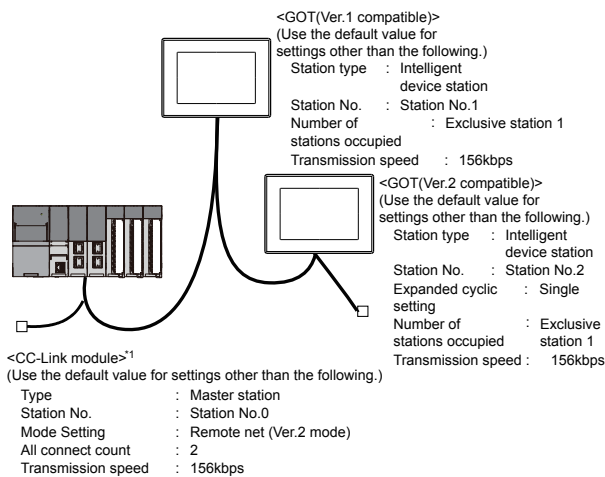 <GOT(Ver.1 compatible)>
(Use the default value for
settings other than the following.)
Station type : Intelligent
device station
Station No. : Station No.1
Number of : Exclusive station 1
stations occupied
Transmission speed : 156kbps
<GOT(Ver.2 compatible)>
(Use the default value for
settings other than the following.)
Station type : Intelligent
device station
Station No. : Station No.2
Expanded cyclic : Single
setting
Number of : Exclusive
stations occupied station 1
Transmission speed : 156kbps
<CC-Link module>*1
(Use the default value for settings other than the following.)
Type : Master station
Station No. : Station No.0
Mode Setting : Remote net (Ver.2 mode)
All connect count : 2
Transmission speed : 156kbps